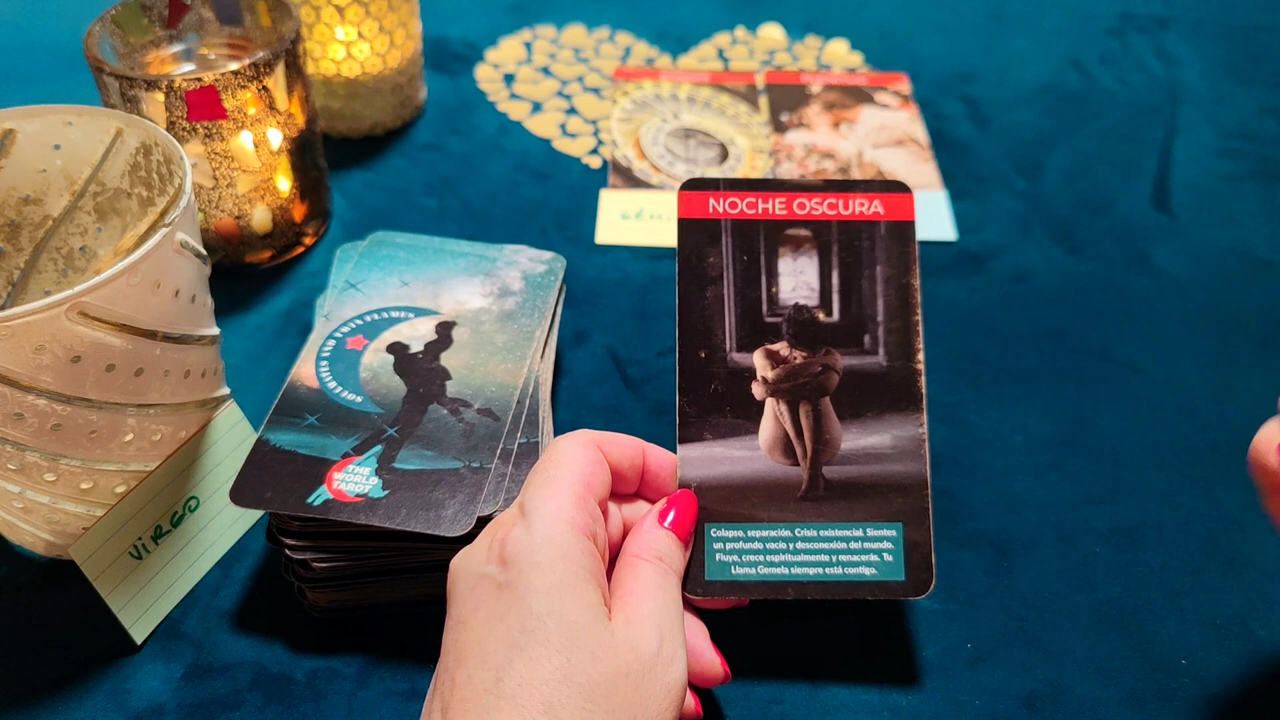 NOCHE OSCURA
SOULMATES AND TWIN FLAMES
THE
WORLD
TAROT
VIRGO
Colapso, separación. Crisis existencial. Sientes
un profundo vacío y desconexión del mundo.
Fluye, crece espiritualmente y renacerás. Tu
Llama Gemela siempre está contigo.